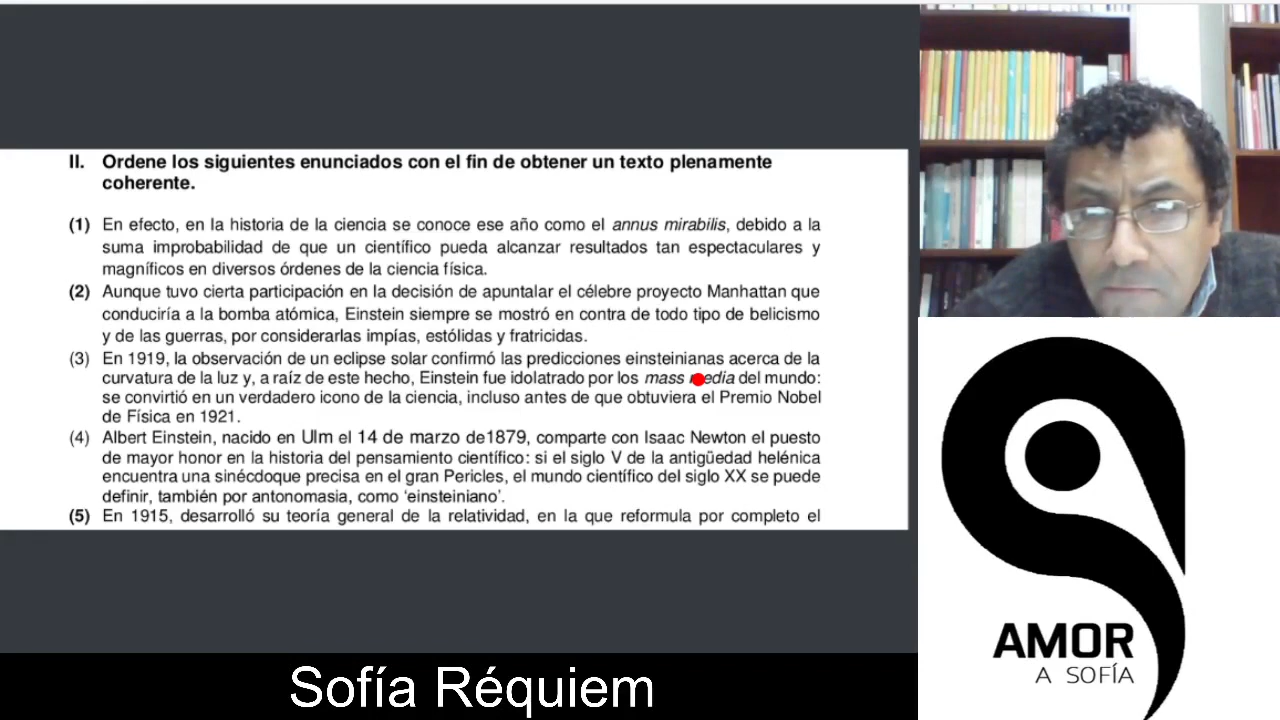 II. Ordene los siguientes enunciados con el fin de obtener un texto plenamente
coherente.
(1) En efecto, en la historia de la ciencia se conoce ese año como el annus mirabilis, debido a la
suma improbabilidad de que un científico pueda alcanzar resultados tan espectaculares y
magníficos en diversos órdenes de la ciencia física.
(2) Aunque tuvo cierta participación en la decisión de apuntalar el célebre proyecto Manhattan que
conduciría a la bomba atómica, Einstein siempre se mostró en contra de todo tipo de belicismo
y de las guerras, por considerarlas impías, estólidas y fratricidas.
(3) En 1919, la observación de un eclipse solar confirmó las predicciones einsteinianas acerca de la
curvatura de la luz y, a raíz de este hecho, Einstein fue idolatrado por los mass media del mundo:
se convirtió en un verdadero icono de la ciencia, incluso antes de que obtuviera el Premio Nobel
de Física en 1921.
(4) Albert Einstein, nacido en Ulm el 14 de marzo de1879, comparte con Isaac Newton el puesto
de mayor honor en la historia del pensamiento científico: si el siglo V de la antigüedad helénica
encuentra una sinécdoque precisa en el gran Pericles, el mundo científico del siglo XX se puede
definir, también por antonomasia, como ‘einsteiniano’.
(5) En 1915, desarrolló su teoría general de la relatividad, en la que reformula por completo el
AMOR
A SOFÍA
Sofía Réquiem